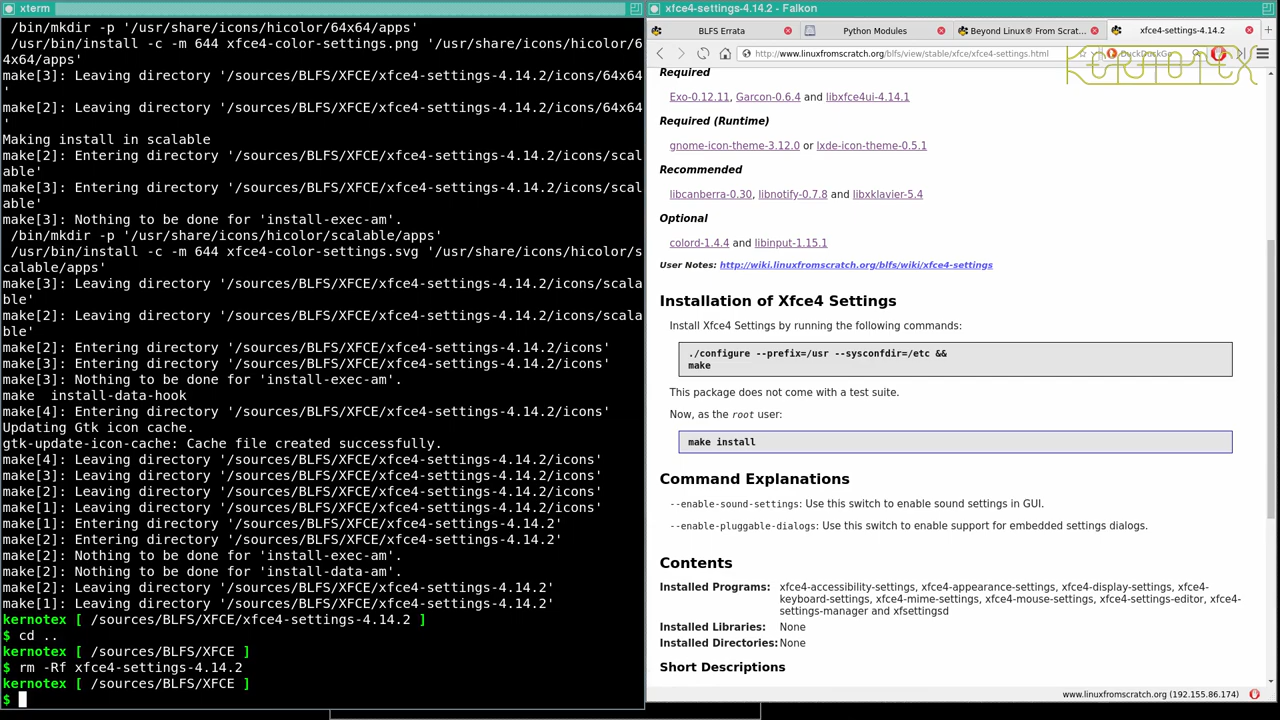 xterm
/bin/mkdir -p '/usr/share/icons/hicolor/64x64/apps'
/usr/bin/install -c -m 644 xfce4-color-settings.png '/usr/share/icons/hicolor/6
4x64/apps'
make[3]: Leaving directory '/sources/BLFS/XFCE/xfce4-settings-4.14.2/icons/64x64
'
make[2]: Leaving directory '/sources/BLFS/XFCE/xfce4-settings-4.14.2/icons/64x64
'
Making install in scalable
make[2]: Entering directory '/sources/BLFS/XFCE/xfce4-settings-4.14.2/icons/scal
able'
make[3]: Entering directory '/sources/BLFS/XFCE/xfce4-settings-4.14.2/icons/scal
able'
make[3]: Nothing to be done for 'install-exec-am'.
/bin/mkdir -p '/usr/share/icons/hicolor/scalable/apps'
/usr/bin/install -c -m 644 xfce4-color-settings.svg '/usr/share/icons/hicolor/s
calable/apps'
make[3]: Leaving directory '/sources/BLFS/XFCE/xfce4-settings-4.14.2/icons/scala
ble'
make[2]: Leaving directory '/sources/BLFS/XFCE/xfce4-settings-4.14.2/icons/scala
ble'
make[2]: Entering directory '/sources/BLFS/XFCE/xfce4-settings-4.14.2/icons'
make[3]: Entering directory '/sources/BLFS/XFCE/xfce4-settings-4.14.2/icons'
make[3]: Nothing to be done for 'install-exec-am'.
make  install-data-hook
make[4]: Entering directory '/sources/BLFS/XFCE/xfce4-settings-4.14.2/icons'
Updating Gtk icon cache.
gtk-update-icon-cache: Cache file created successfully.
make[4]: Leaving directory '/sources/BLFS/XFCE/xfce4-settings-4.14.2/icons'
make[3]: Leaving directory '/sources/BLFS/XFCE/xfce4-settings-4.14.2/icons'
make[2]: Leaving directory '/sources/BLFS/XFCE/xfce4-settings-4.14.2/icons'
make[1]: Leaving directory '/sources/BLFS/XFCE/xfce4-settings-4.14.2/icons'
make[1]: Entering directory '/sources/BLFS/XFCE/xfce4-settings-4.14.2'
make[2]: Entering directory '/sources/BLFS/XFCE/xfce4-settings-4.14.2'
make[2]: Nothing to be done for 'install-exec-am'.
make[2]: Nothing to be done for 'install-data-am'.
make[2]: Leaving directory '/sources/BLFS/XFCE/xfce4-settings-4.14.2'
make[1]: Leaving directory '/sources/BLFS/XFCE/xfce4-settings-4.14.2'
kernotex [ /sources/BLFS/XFCE/xfce4-settings-4.14.2 ]
$ cd ..
kernotex [ /sources/BLFS/XFCE ]
$ rm -Rf xfce4-settings-4.14.2
kernotex [ /sources/BLFS/XFCE ]
$
xfce4-settings-4.14.2 - Falkon
BLFS Errata
Python Modules
Beyond Linux® From Scrat...
xfce4-settings-4.14.2
http://www.linuxfromscratch.org/blfs/view/stable/xfce/xfce4-settings.html
DuckDuckGo
kernotex
Required
Exo-0.12.11, Garcon-0.6.4 and libxfce4ui-4.14.1
Required (Runtime)
gnome-icon-theme-3.12.0 or lxde-icon-theme-0.5.1
Recommended
libcanberra-0.30, libnotify-0.7.8 and libxklavier-5.4
Optional
colord-1.4.4 and libinput-1.15.1
User Notes: http://wiki.linuxfromscratch.org/blfs/wiki/xfce4-settings
Installation of Xfce4 Settings
Install Xfce4 Settings by running the following commands:
./configure --prefix=/usr --sysconfdir=/etc &&
make
This package does not come with a test suite.
Now, as the root user:
make install
Command Explanations
--enable-sound-settings: Use this switch to enable sound settings in GUI.
--enable-pluggable-dialogs: Use this switch to enable support for embedded settings dialogs.
Contents
Installed Programs: xfce4-accessibility-settings, xfce4-appearance-settings, xfce4-display-settings, xfce4-
keyboard-settings, xfce4-mime-settings, xfce4-mouse-settings, xfce4-settings-editor, xfce4-
settings-manager and xfsettingsd
Installed Libraries: None
Installed Directories: None
Short Descriptions
www.linuxfromscratch.org (192.155.86.174)